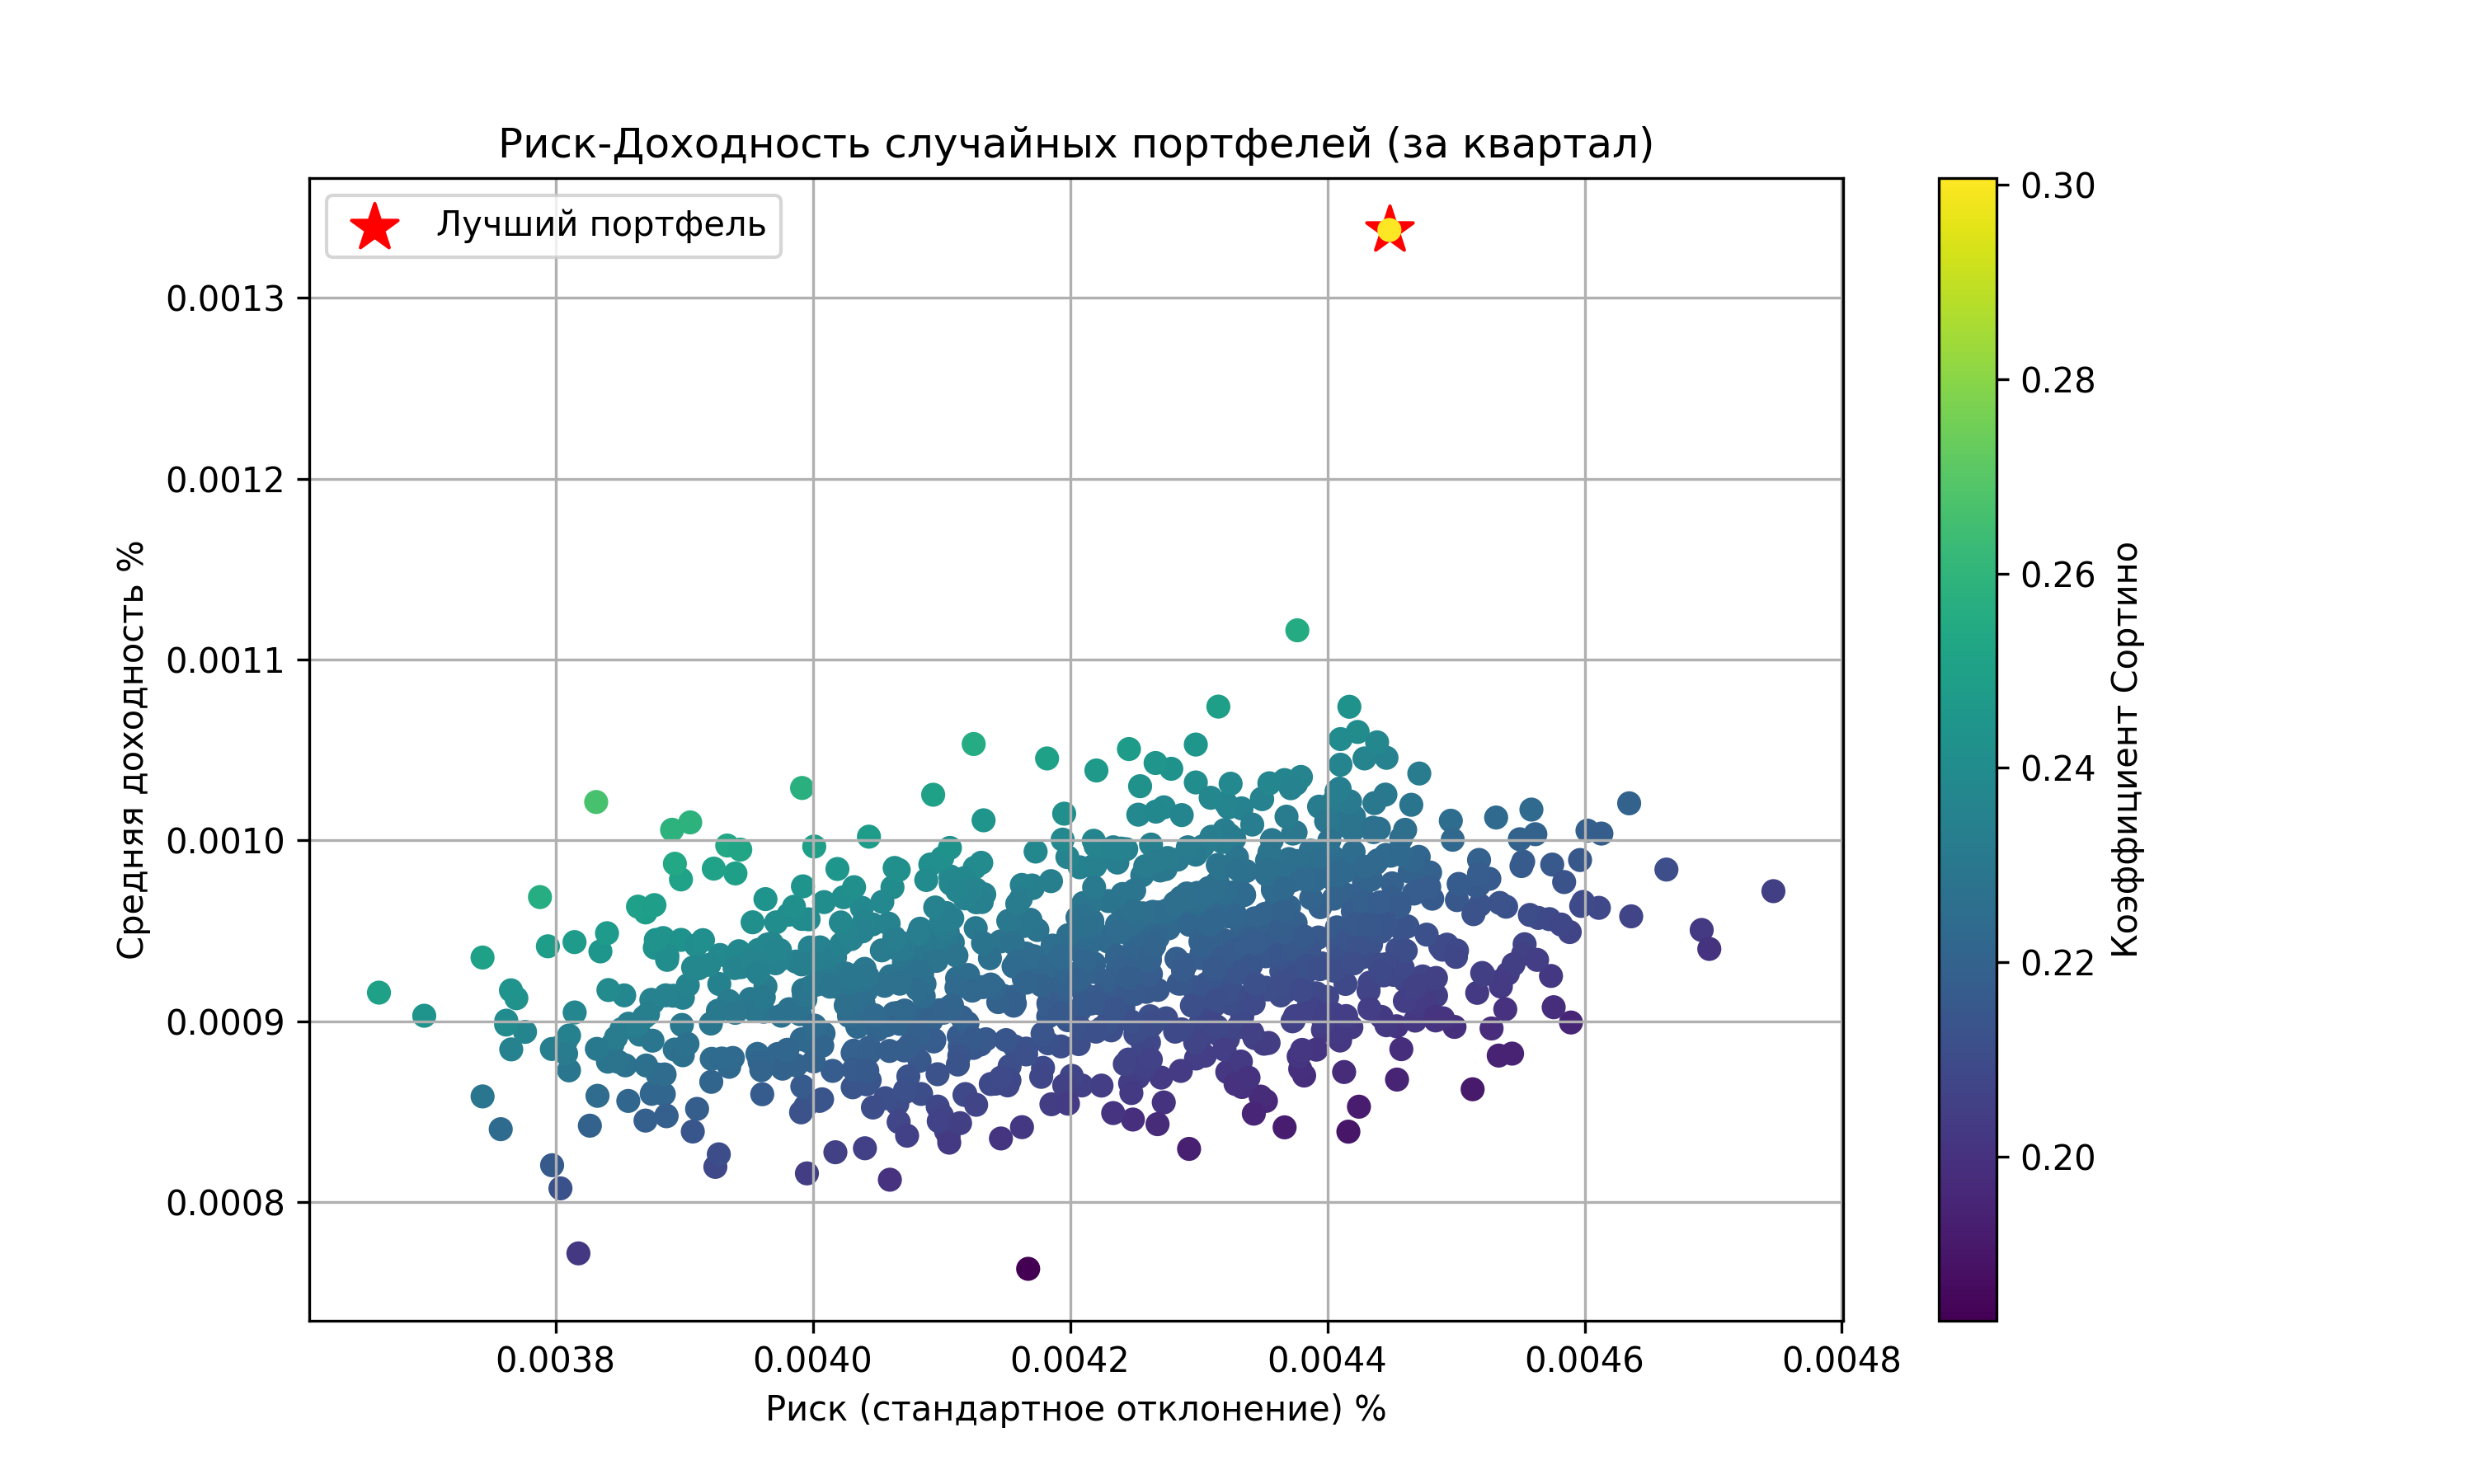 Риск-Доходность случайных портфелей (за квартал)
Лучший портфель
Средняя доходность %
0.0013
0.0012
0.0011
0.0010
0.0009
0.0008
0.0038 0.0040 0.0042 0.0044 0.0046 0.0048
Риск (стандартное отклонение) %
0.30
0.28
0.26
0.24
0.22
0.20
Коэффициент Сортино